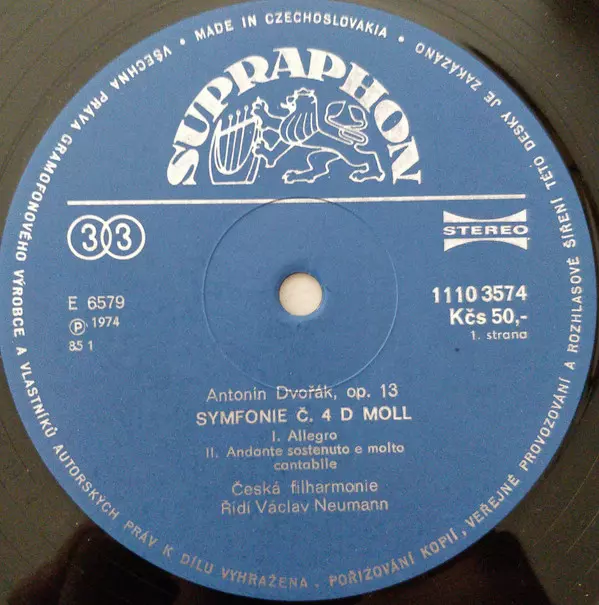 VŠECHNA PRÁVA GRAMOFONOVÉHO VÝROBCE A VLASTNÍKŮ AUTORSKÝCH PRÁV K DÍLU VYHRAŽENA. POŘIZOVÁNÍ KOPIÍ, VEŘEJNÉ PROVOZOVÁNÍ A ROZHLASOVÉ ŠÍŘENÍ TÉTO DESKY JE ZAKÁZÁNO
• MADE IN CZECHOSLOVAKIA •
SUPRAPHON
33
STEREO
E 6579
Ⓟ 1974
85 1
1110 3574
Kčs 50,-
1. strana
Antonín Dvořák, op. 13
SYMFONIE Č. 4 D MOLL
I. Allegro
II. Andante sostenuto e molto
cantabile
Česká filharmonie
Řídí Václav Neumann